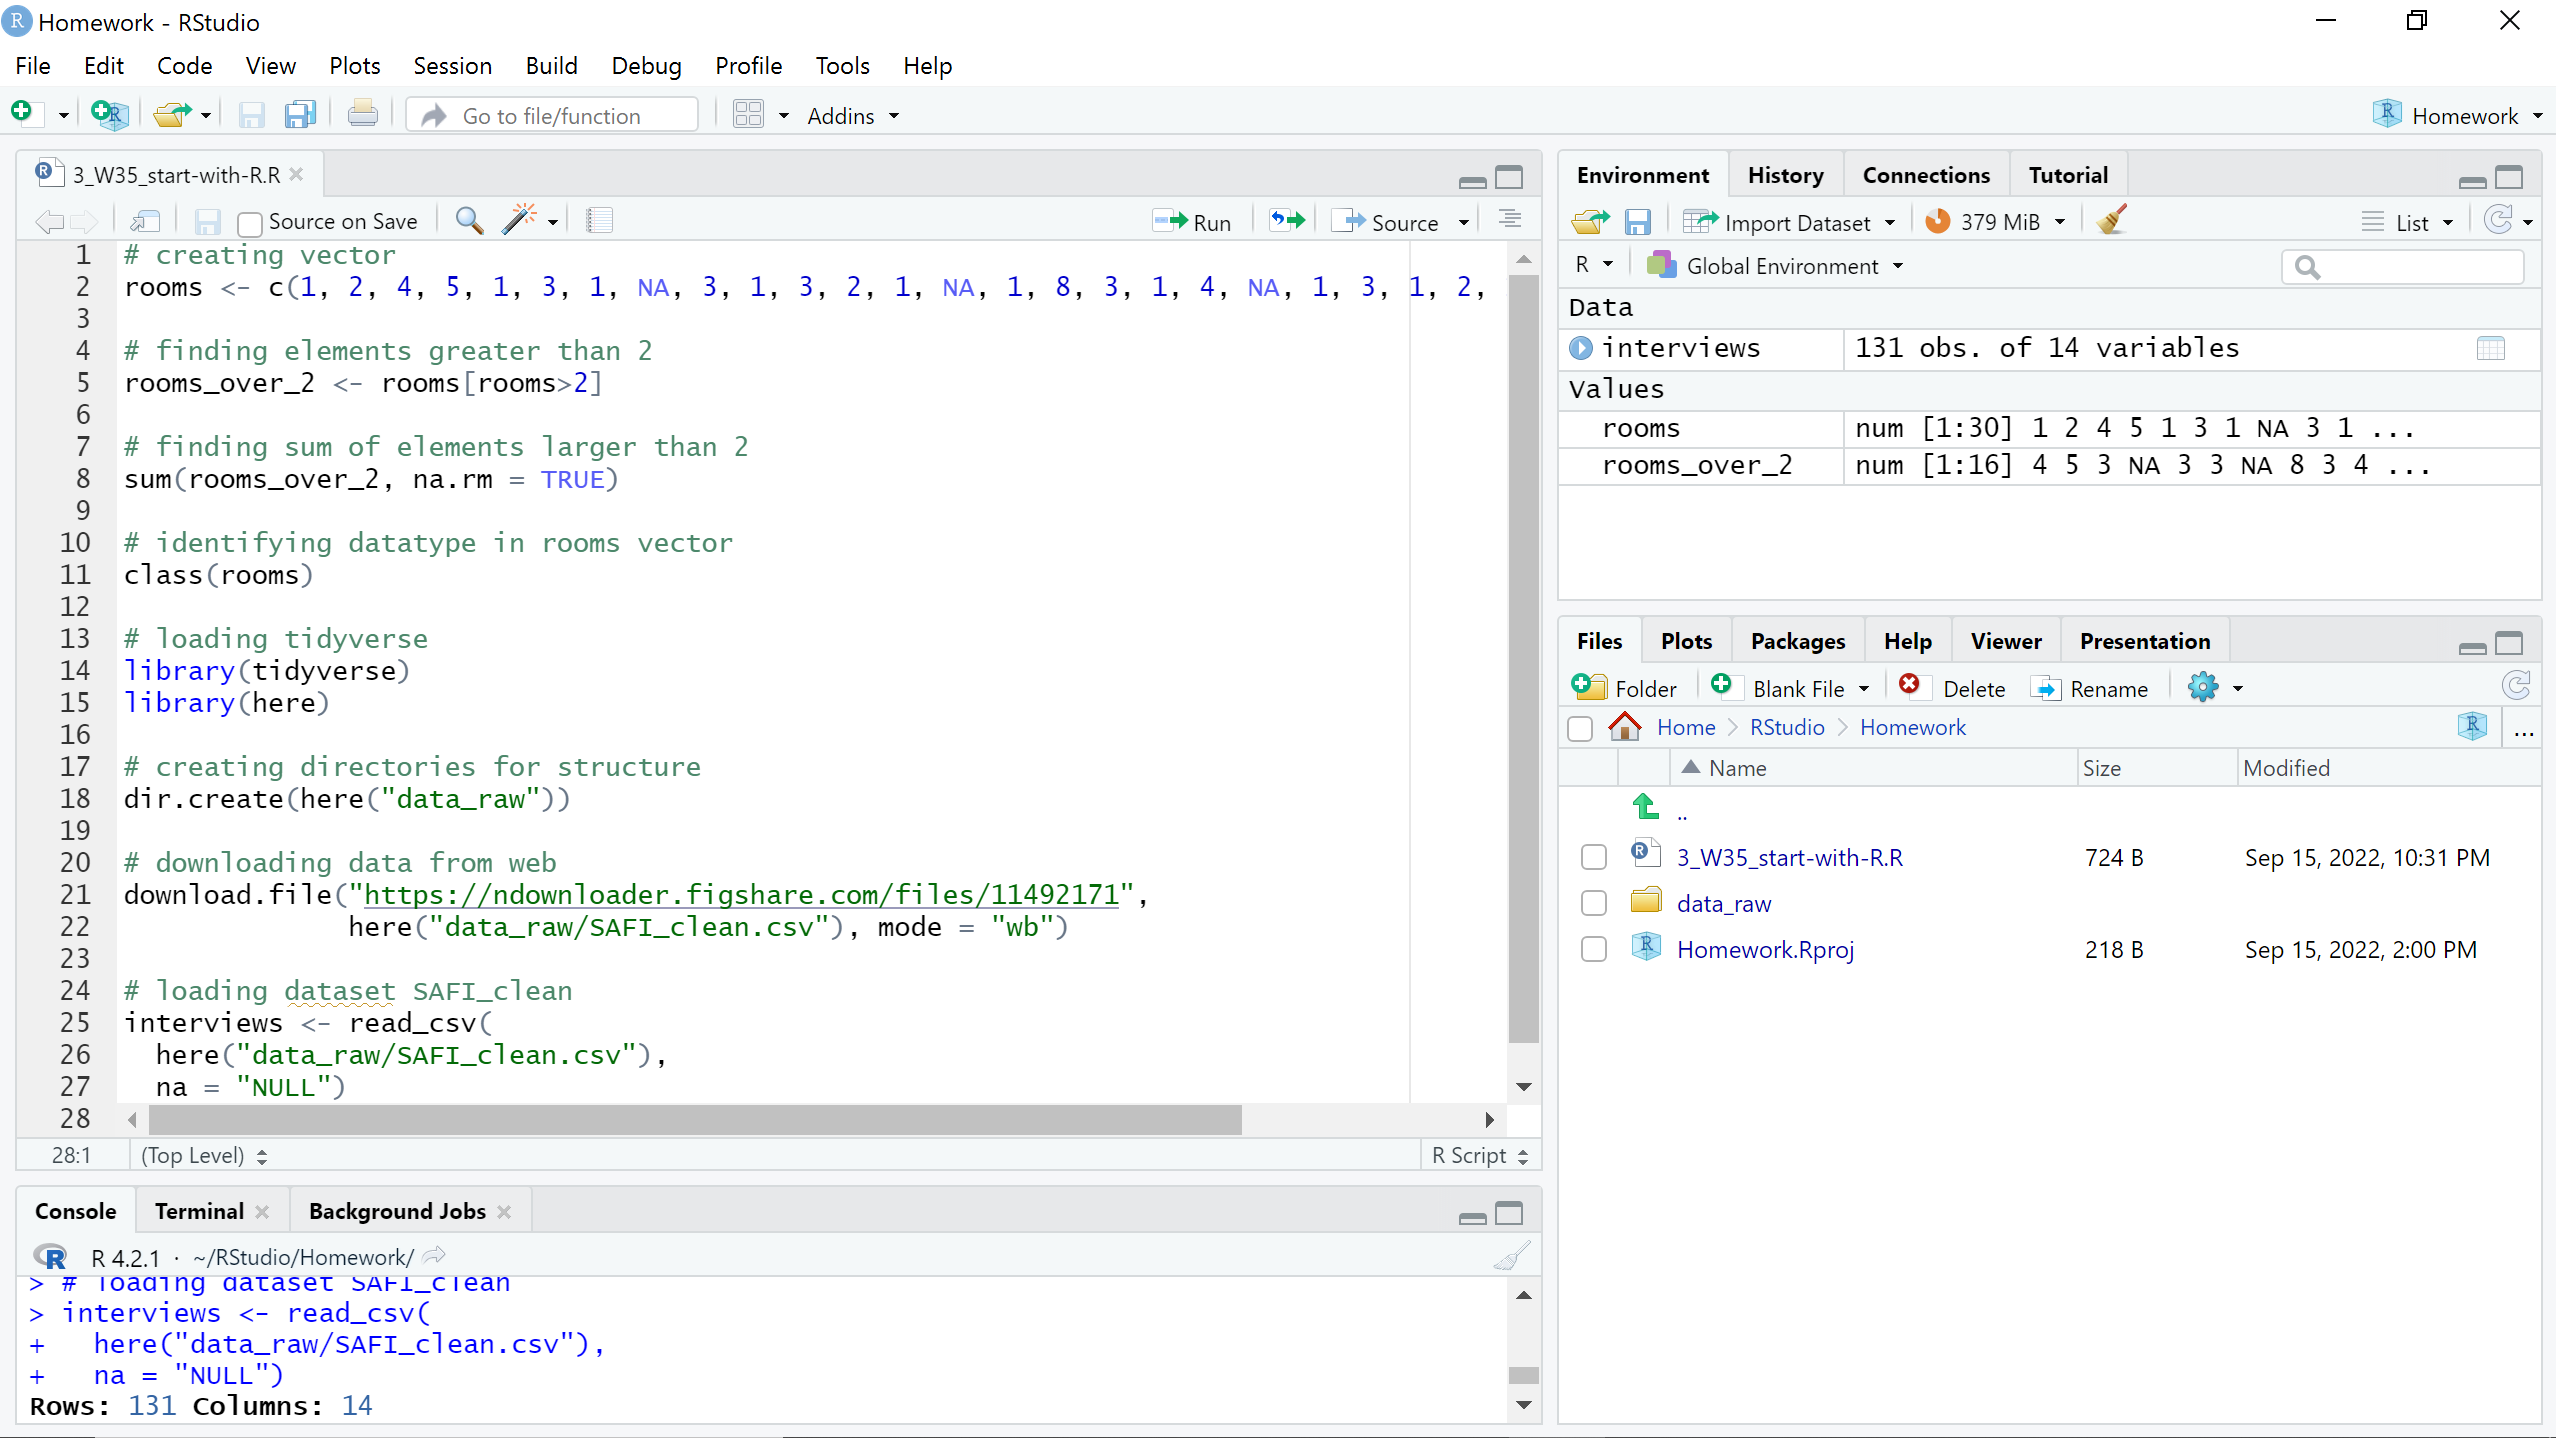 Homework - RStudio
File Edit Code View Plots Session Build Debug Profile Tools Help
Go to file/function Addins Homework
3_W35_start-with-R.R
Source on Save Run Source
1 # creating vector
2 rooms <- c(1, 2, 4, 5, 1, 3, 1, NA, 3, 1, 3, 2, 1, NA, 1, 8, 3, 1, 4, NA, 1, 3, 1, 2,
3
4 # finding elements greater than 2
5 rooms_over_2 <- rooms[rooms>2]
6
7 # finding sum of elements larger than 2
8 sum(rooms_over_2, na.rm = TRUE)
9
10 # identifying datatype in rooms vector
11 class(rooms)
12
13 # loading tidyverse
14 library(tidyverse)
15 library(here)
16
17 # creating directories for structure
18 dir.create(here("data_raw"))
19
20 # downloading data from web
21 download.file("https://ndownloader.figshare.com/files/11492171",
22 here("data_raw/SAFI_clean.csv"), mode = "wb")
23
24 # loading dataset SAFI_clean
25 interviews <- read_csv(
26 here("data_raw/SAFI_clean.csv"),
27 na = "NULL")
28
28:1 (Top Level) R Script
Console Terminal Background Jobs
R 4.2.1 · ~/RStudio/Homework/
> # loading dataset SAFI_clean
> interviews <- read_csv(
+ here("data_raw/SAFI_clean.csv"),
+ na = "NULL")
Rows: 131 Columns: 14
Environment History Connections Tutorial
Import Dataset 379 MiB List
R Global Environment
Data
interviews 131 obs. of 14 variables
Values
rooms num [1:30] 1 2 4 5 1 3 1 NA 3 1 ...
rooms_over_2 num [1:16] 4 5 3 NA 3 3 NA 8 3 4 ...
Files Plots Packages Help Viewer Presentation
Folder Blank File Delete Rename
Home RStudio Homework ...
Name Size Modified
..
3_W35_start-with-R.R 724 B Sep 15, 2022, 10:31 PM
data_raw
Homework.Rproj 218 B Sep 15, 2022, 2:00 PM